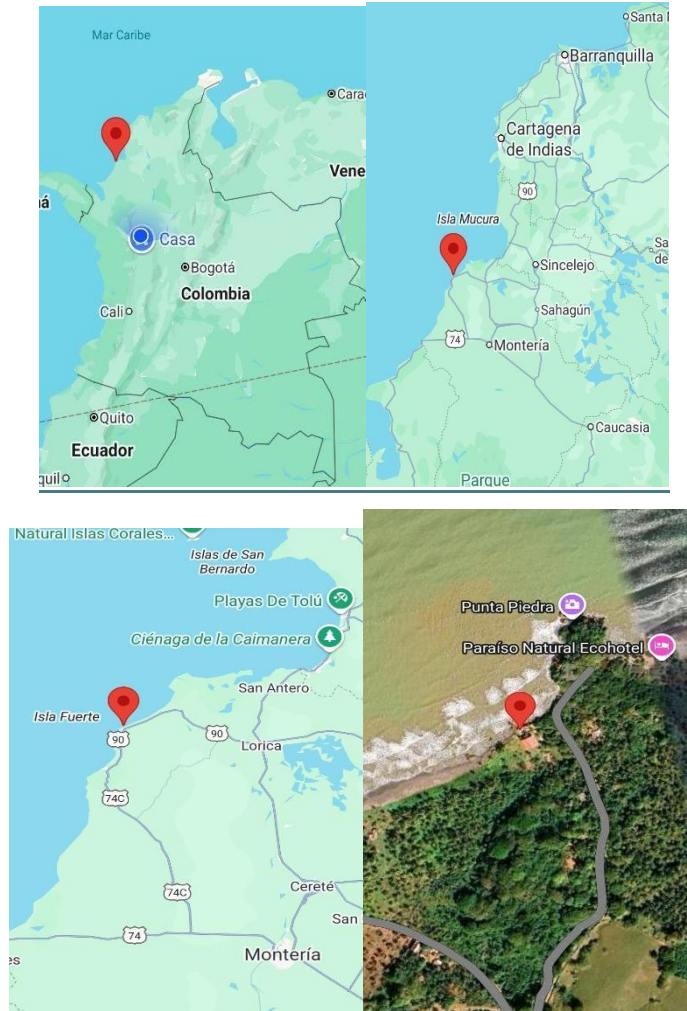 Mar Caribe
Cara
Vene
á
Casa
Bogotá
Colombia
Cali
Quito
Ecuador
quil
Santa
Barranquilla
Cartagena
de Indias
90
Isla Mucura
Sincelejo
Sa
de
Sahagún
74
Montería
Caucasia
Parque
Natural Islas Corales...
Islas de San
Bernardo
Playas De Tolú
Ciénaga de la Caimanera
San Antero
Isla Fuerte
90
90
Lorica
74C
74C
Cereté
San
74
es
Montería
Punta Piedra
Paraíso Natural Ecohotel